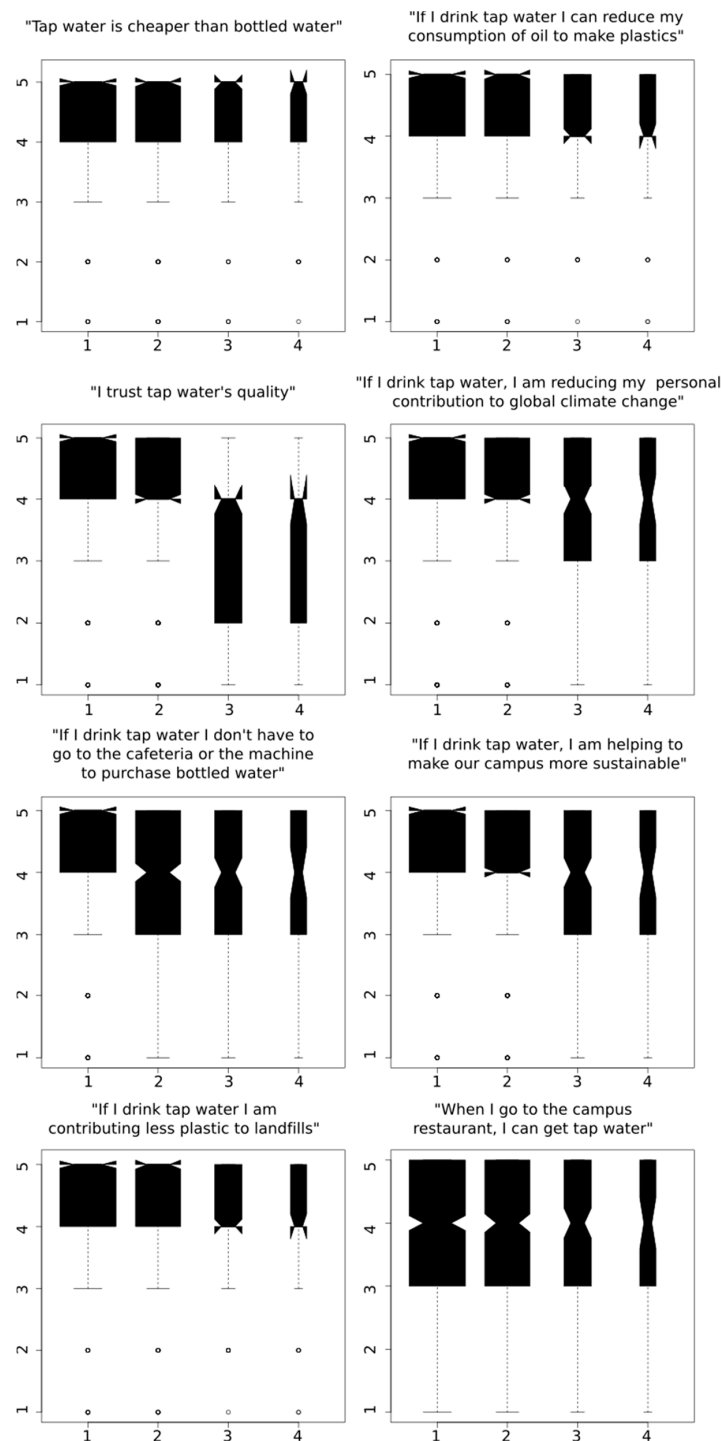 "Tap water is cheaper than bottled water"
5
4
3
2
1
1 2 3 4
"If I drink tap water I can reduce my
consumption of oil to make plastics"
5
4
3
2
1
1 2 3 4
"I trust tap water's quality"
5
4
3
2
1
1 2 3 4
"If I drink tap water, I am reducing my personal
contribution to global climate change"
5
4
3
2
1
1 2 3 4
"If I drink tap water I don't have to
go to the cafeteria or the machine
to purchase bottled water"
5
4
3
2
1
1 2 3 4
"If I drink tap water, I am helping to
make our campus more sustainable"
5
4
3
2
1
1 2 3 4
"If I drink tap water I am
contributing less plastic to landfills"
5
4
3
2
1
1 2 3 4
"When I go to the campus
restaurant, I can get tap water"
5
4
3
2
1
1 2 3 4